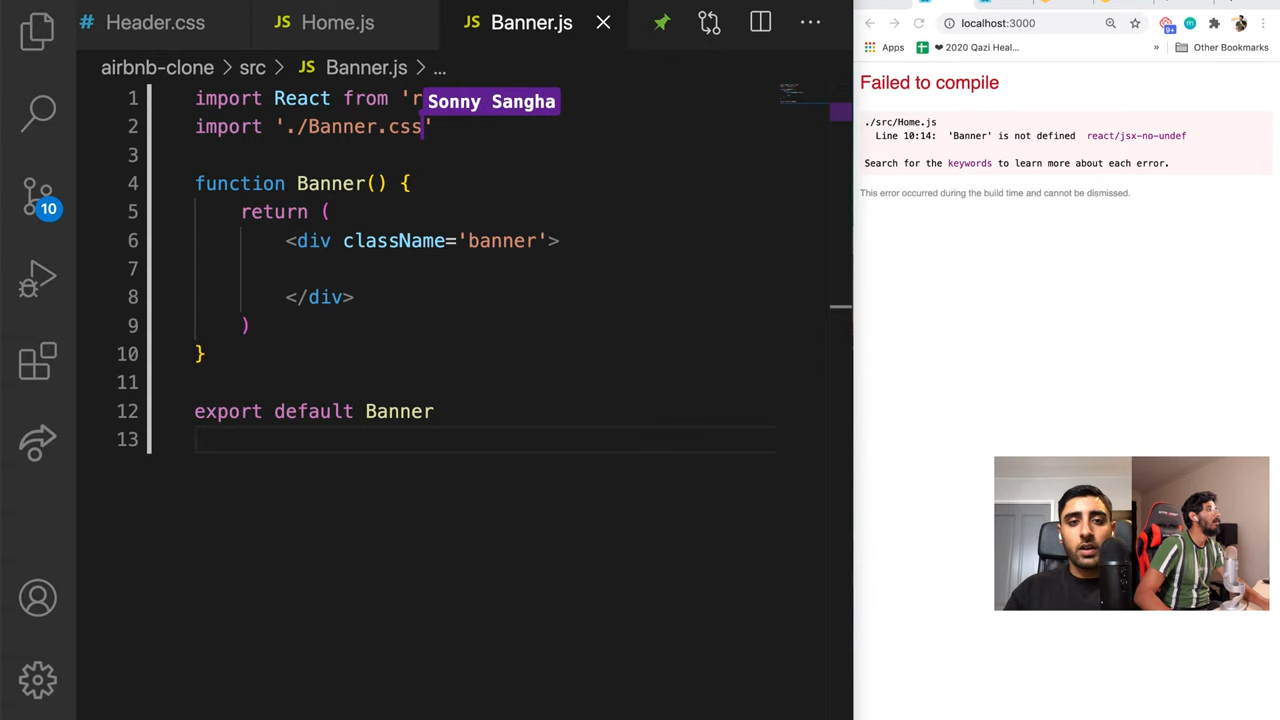 # Header.css
JS Home.js
JS Banner.js
airbnb-clone > src > JS Banner.js > ...
1 import React from 'r
Sonny Sangha
2 import './Banner.css'
3
4 function Banner() {
5 return (
6 <div className='banner'>
7
8 </div>
9 )
10 }
11
12 export default Banner
13
10
localhost:3000
9+
m
Apps
❤ 2020 Qazi Heal...
»
Other Bookmarks
Failed to compile
./src/Home.js
Line 10:14: 'Banner' is not defined react/jsx-no-undef
Search for the keywords to learn more about each error.
This error occurred during the build time and cannot be dismissed.